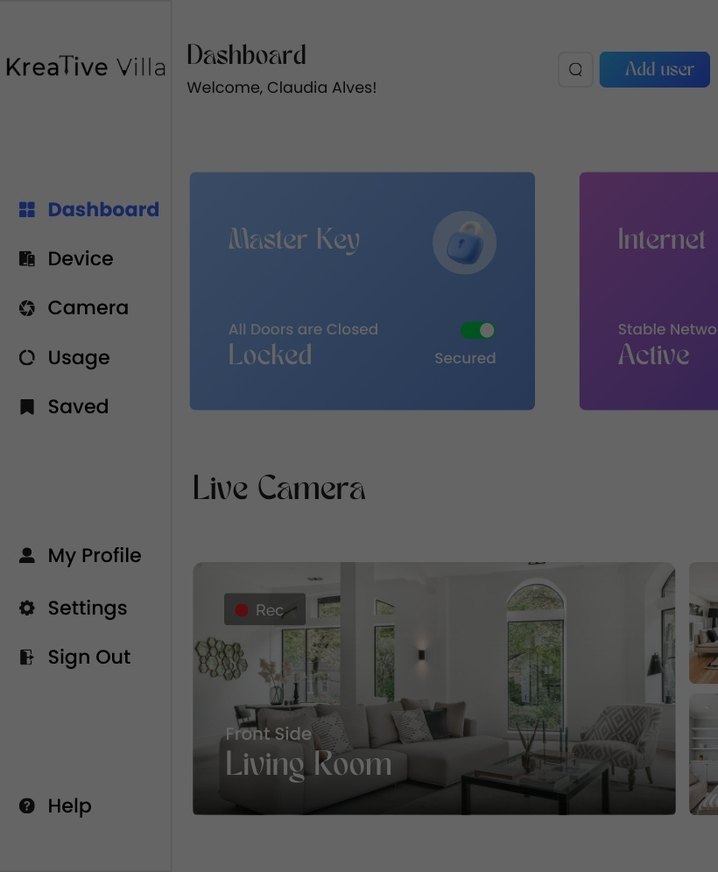 KreaTive Villa
Dashboard
Welcome, Claudia Alves!
Add user
Dashboard
Device
Camera
Usage
Saved
My Profile
Settings
Sign Out
Help
Master Key
All Doors are Closed
Locked
Secured
Internet
Stable Netwo
Active
Live Camera
Rec
Front Side
Living Room